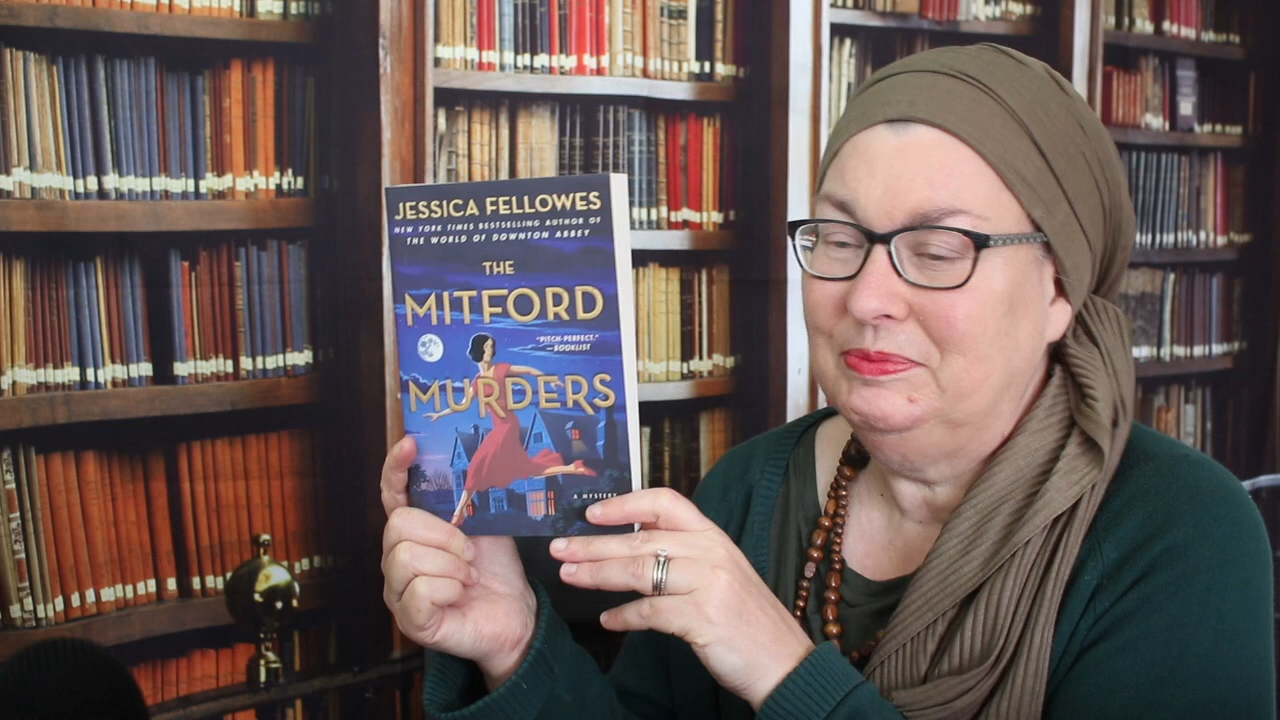 JESSICA FELLOWES
NEW YORK TIMES BESTSELLING AUTHOR OF
THE WORLD OF DOWNTON ABBEY
THE
MITFORD
"PITCH-PERFECT."
—BOOKLIST
MURDERS
A MYSTERY